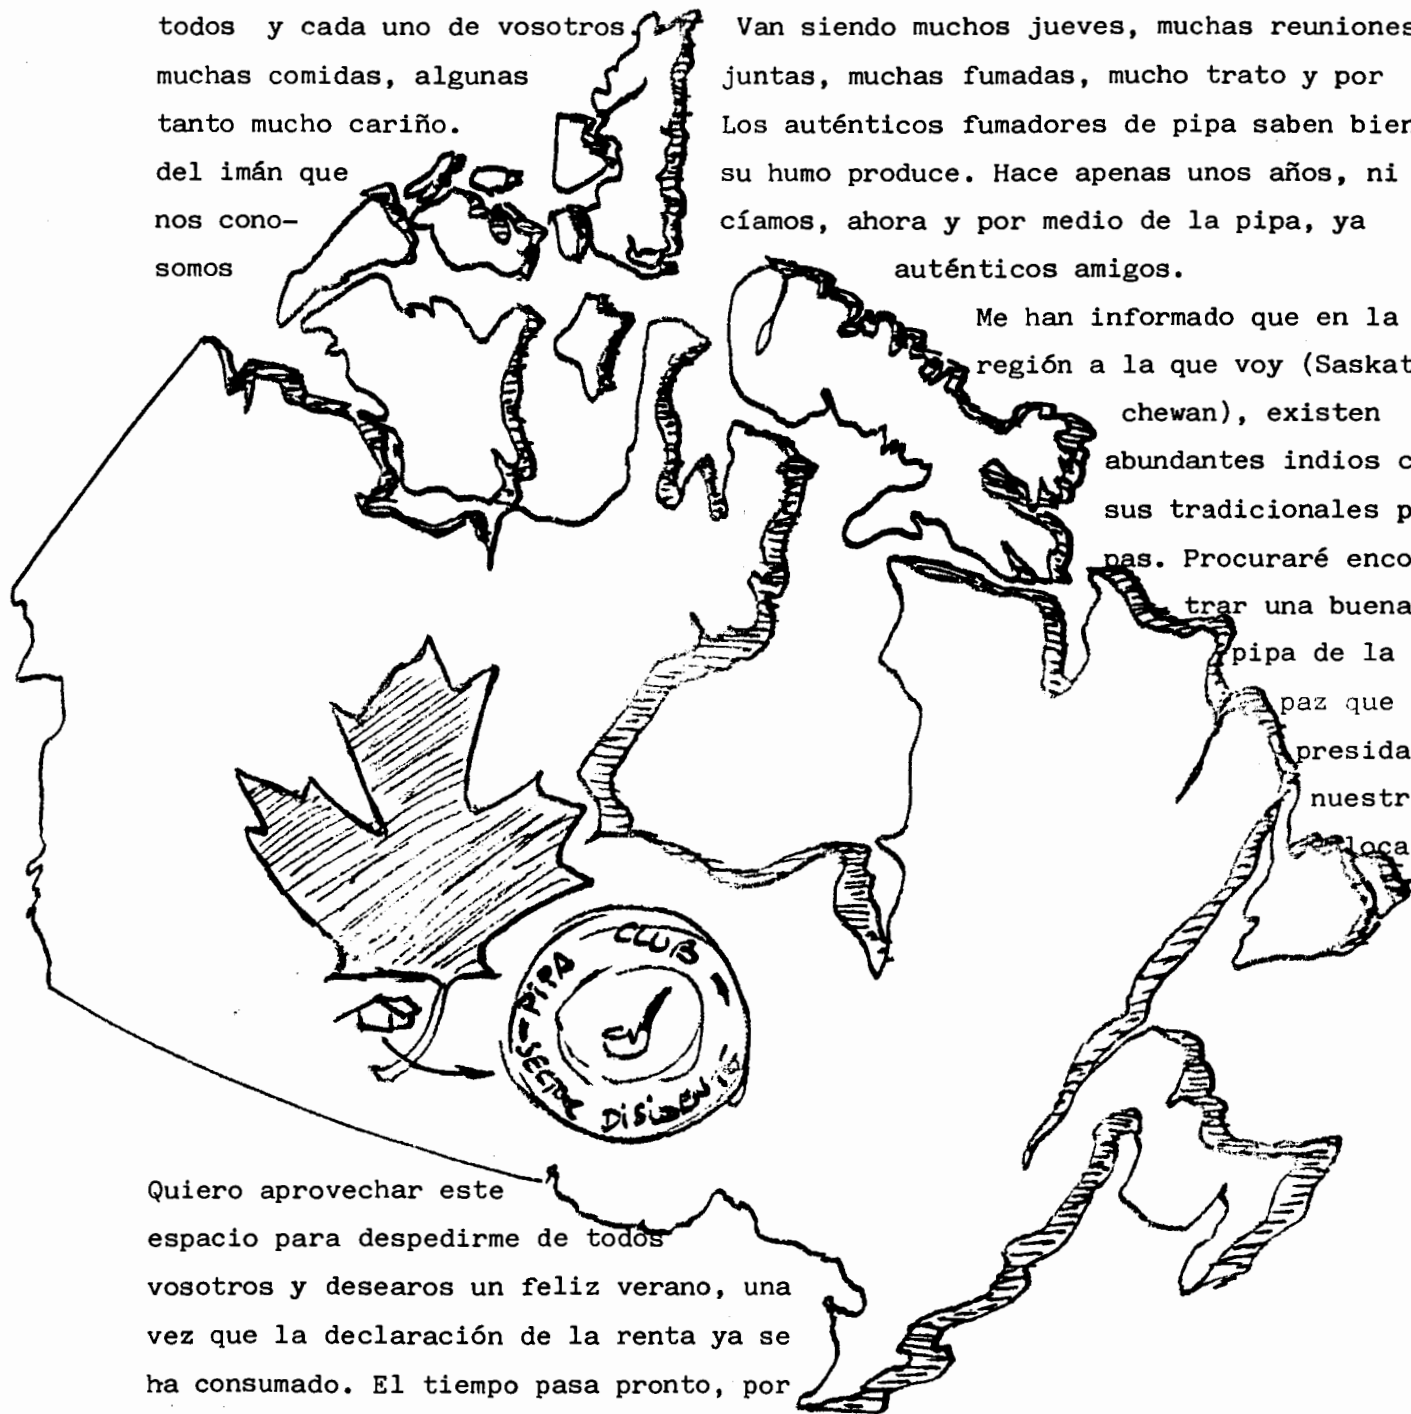 todos y cada uno de vosotros. Van siendo muchos jueves, muchas reuniones
muchas comidas, algunas juntas, muchas fumadas, mucho trato y por
tanto mucho cariño. Los auténticos fumadores de pipa saben bien
del imán que su humo produce. Hace apenas unos años, ni
nos cono- cíamos, ahora y por medio de la pipa, ya
somos auténticos amigos.
Me han informado que en la
región a la que voy (Saskat
chewan), existen
abundantes indios c
sus tradicionales p
pas. Procuraré enco
trar una buena
pipa de la
paz que
presida
nuestr
loca
PIPA CLUB
SECTOR DISIDEN
Quiero aprovechar este
espacio para despedirme de todos
vosotros y desearos un feliz verano, una
vez que la declaración de la renta ya se
ha consumado. El tiempo pasa pronto, por